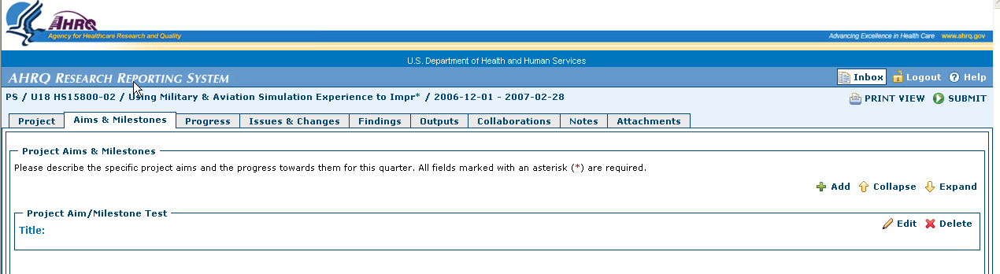 AHRQ
Agency for Healthcare Research and Quality
Advancing Excellence in Health Care www.ahrq.gov
U.S. Department of Health and Human Services
AHRQ RESEARCH REPORTING SYSTEM
Inbox Logout ? Help
PS / U18 HS15800-02 / Using Military & Aviation Simulation Experience to Impr* / 2006-12-01 - 2007-02-28
PRINT VIEW SUBMIT
Project Aims & Milestones Progress Issues & Changes Findings Outputs Collaborations Notes Attachments
Project Aims & Milestones
Please describe the specific project aims and the progress towards them for this quarter. All fields marked with an asterisk (*) are required.
Add Collapse Expand
Project Aim/Milestone Test
Edit Delete
Title: